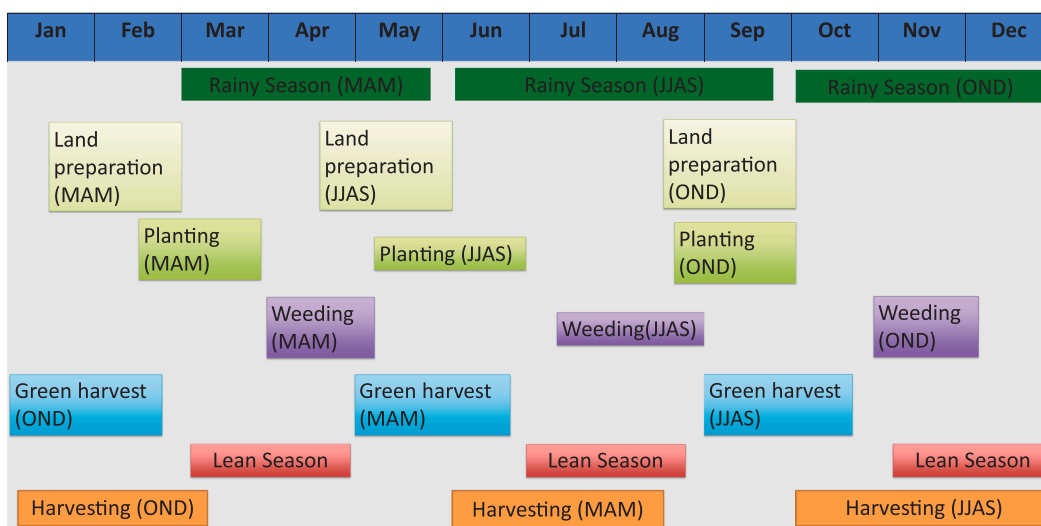 Jan Feb Mar Apr May Jun Jul Aug Sep Oct Nov Dec
Rainy Season (MAM) Rainy Season (JJAS) Rainy Season (OND)
Land
preparation
(MAM)
Land
preparation
(JJAS)
Land
preparation
(OND)
Planting
(MAM)
Planting (JJAS)
Planting
(OND)
Weeding
(MAM)
Weeding(JJAS)
Weeding
(OND)
Green harvest
(OND)
Green harvest
(MAM)
Green harvest
(JJAS)
Lean Season Lean Season Lean Season
Harvesting (OND) Harvesting (MAM) Harvesting (JJAS)